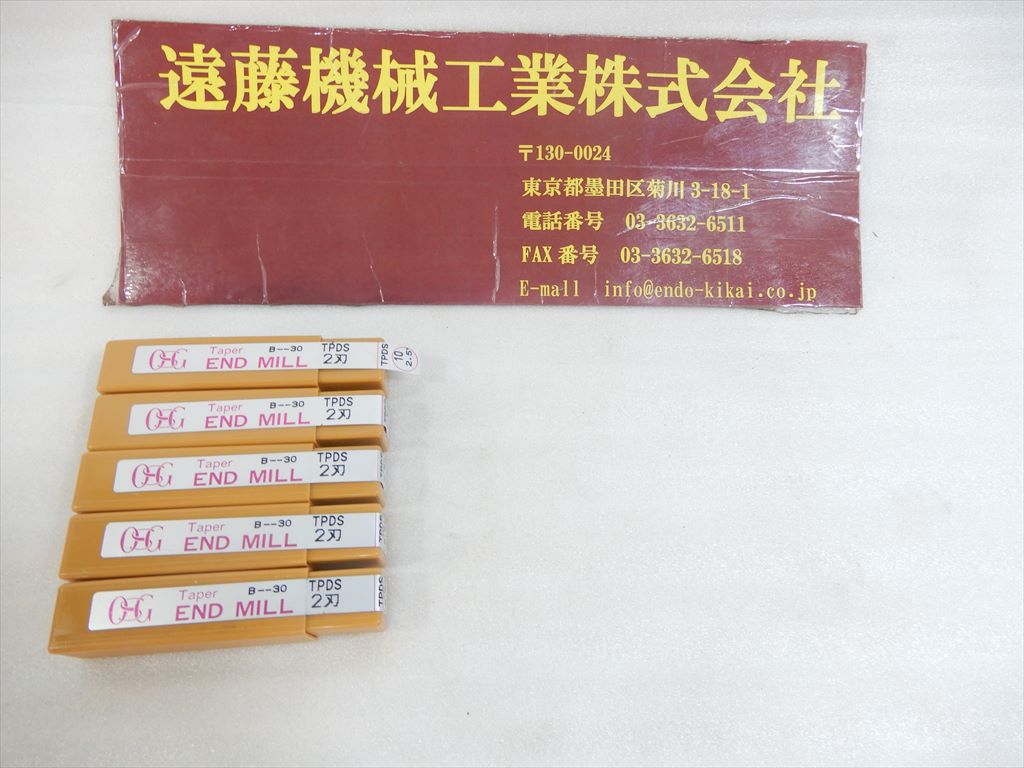 遠藤機械工業株式会社
〒130-0024
東京都墨田区菊川 3-18-1
電話番号 03-3632-6511
FAX 番号 03-3632-6518
E-mall info@endo-kikai.co.jp
OSG Taper B--30 TPDS
END MILL 2刃
TPDS 10 2.5°
OSG Taper B--30 TPDS
END MILL 2刃
OSG Taper B--30 TPDS
END MILL 2刃
TPDS
OSG Taper B--30 TPDS
END MILL 2刃
TPDS
OSG Taper B--30 TPDS
END MILL 2刃
TPDS